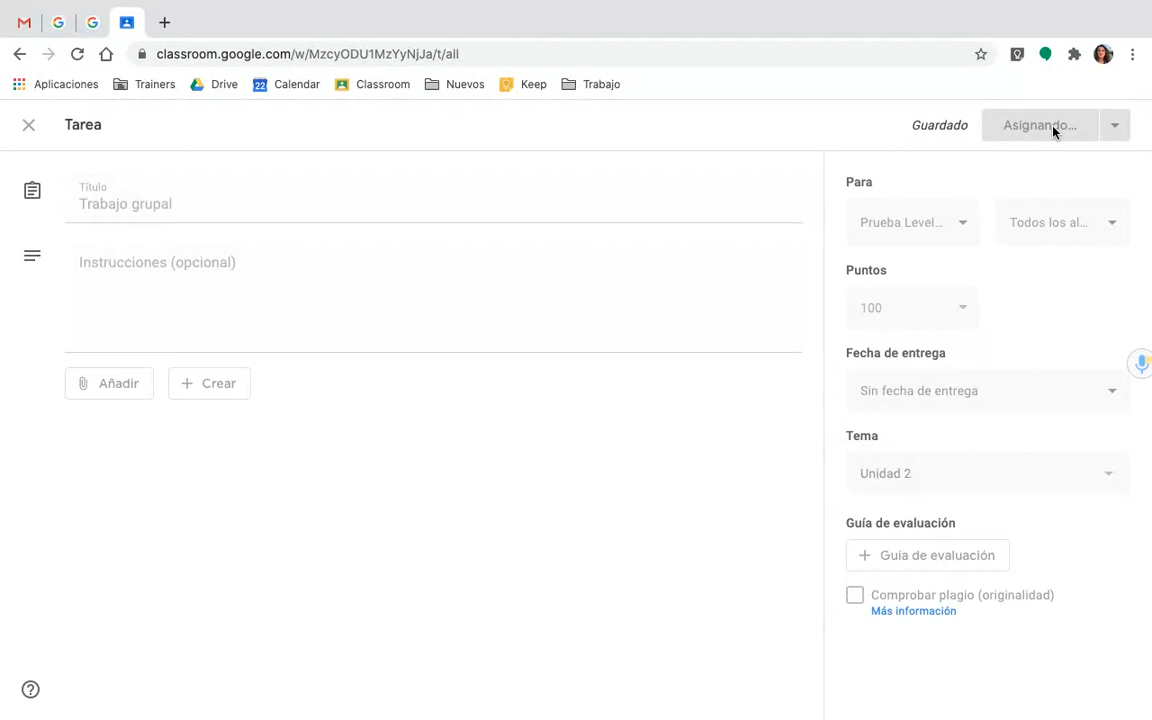 classroom.google.com/w/MzcyODU1MzYyNjJa/t/all
Aplicaciones Trainers Drive 22 Calendar Classroom Nuevos Keep Trabajo
Tarea
Guardado
Asignando...
Título
Trabajo grupal
Instrucciones (opcional)
Añadir
Crear
Para
Prueba Level...
Todos los al...
Puntos
100
Fecha de entrega
Sin fecha de entrega
Tema
Unidad 2
Guía de evaluación
Guía de evaluación
Comprobar plagio (originalidad)
Más información